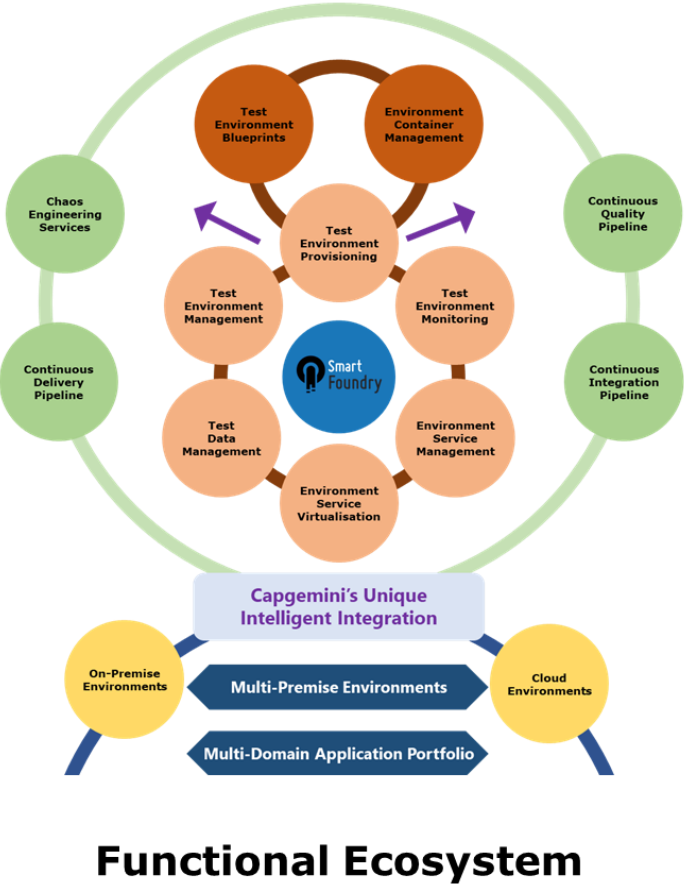 Test
Environment
Blueprints
Environment
Container
Management
Chaos
Engineering
Services
Continuous
Quality
Pipeline
Test
Environment
Provisioning
Test
Environment
Management
Test
Environment
Monitoring
Smart
Foundry
Continuous
Delivery
Pipeline
Continuous
Integration
Pipeline
Test
Data
Management
Environment
Service
Management
Environment
Service
Virtualisation
Capgemini’s Unique
Intelligent Integration
On-Premise
Environments
Multi-Premise Environments
Cloud
Environments
Multi-Domain Application Portfolio
Functional Ecosystem